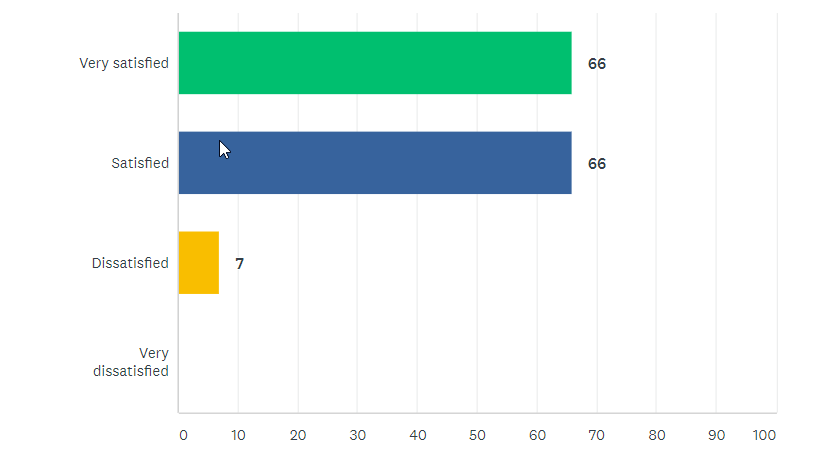 Very satisfied 66
Satisfied 66
Dissatisfied 7
Very
dissatisfied
0 10 20 30 40 50 60 70 80 90 100